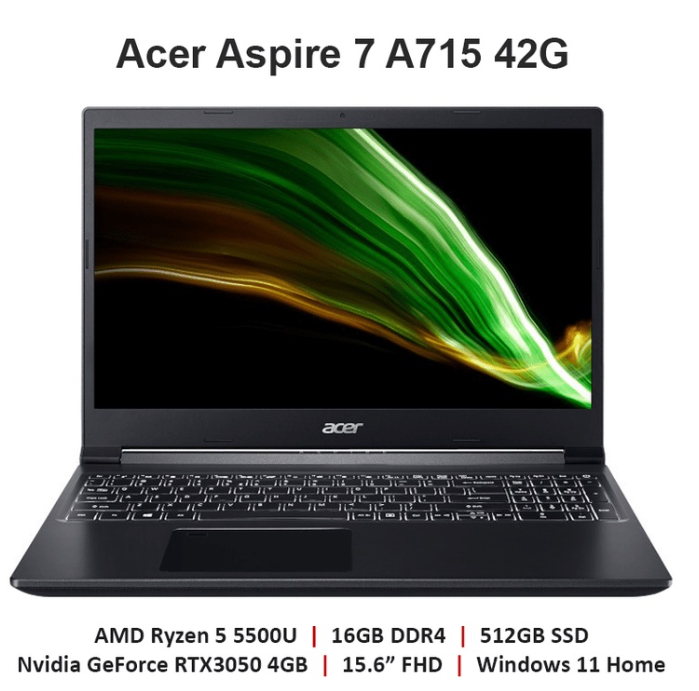 Acer Aspire 7 A715 42G
acer
AMD Ryzen 5 5500U | 16GB DDR4 | 512GB SSD
Nvidia GeForce RTX3050 4GB | 15.6” FHD | Windows 11 Home